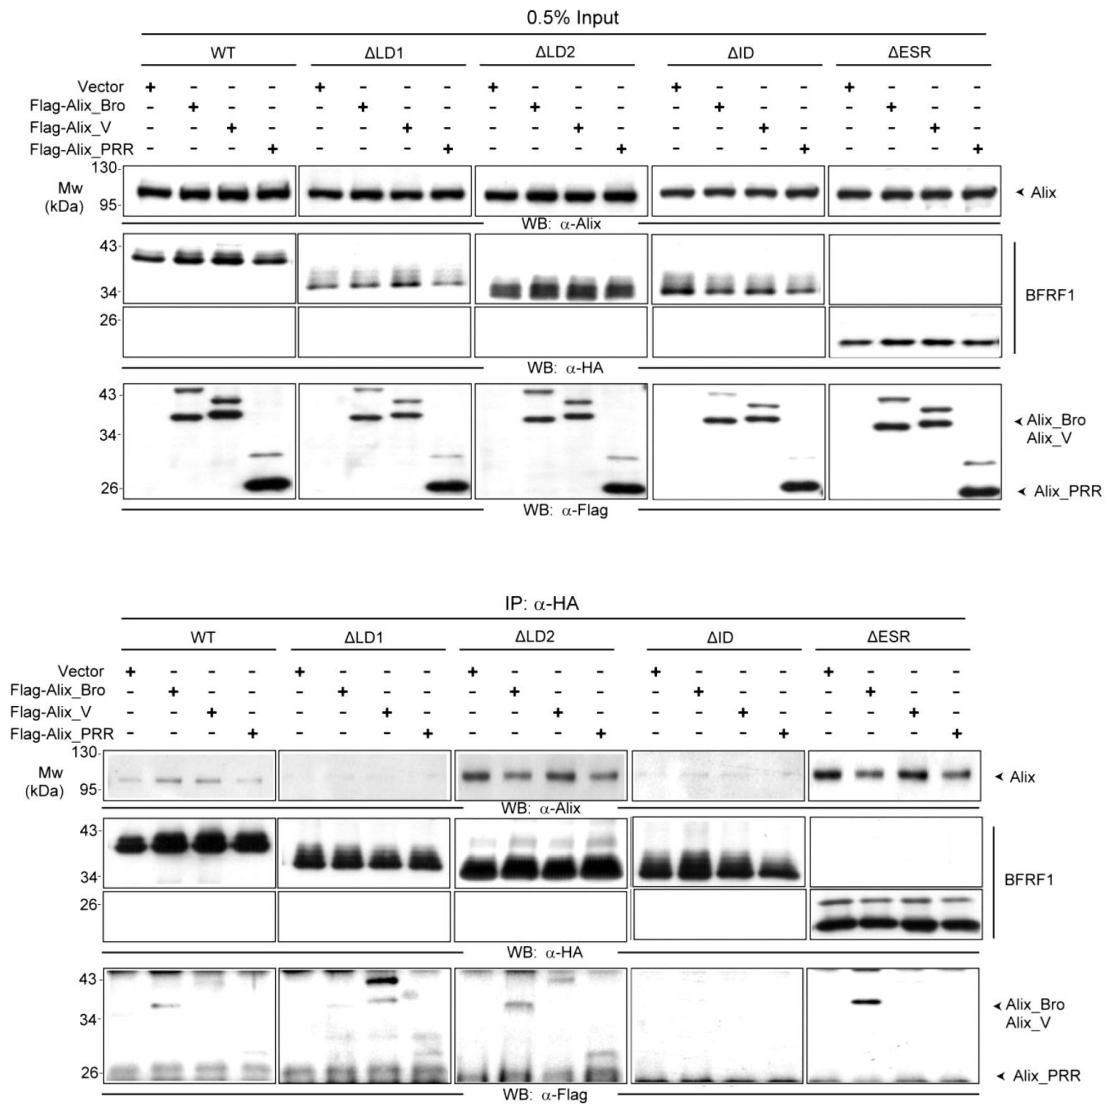 0.5% Input
WT ΔLD1 ΔLD2 ΔID ΔESR
Vector + - - - + - - - + - - - + - - - + - - -
Flag-Alix_Bro - + - - - + - - - + - - - + - - - + - -
Flag-Alix_V - - + - - - + - - - + - - - + - - - + -
Flag-Alix_PRR - - - + - - - + - - - + - - - + - - - +
130-
Mw
(kDa)
95-
Alix
WB: α-Alix
43-
34-
26-
BFRF1
WB: α-HA
43-
34-
26-
Alix_Bro
Alix_V
Alix_PRR
WB: α-Flag
IP: α-HA
WT ΔLD1 ΔLD2 ΔID ΔESR
Vector + - - - + - - - + - - - + - - - + - - -
Flag-Alix_Bro - + - - - + - - - + - - - + - - - + - -
Flag-Alix_V - - + - - - + - - - + - - - + - - - + -
Flag-Alix_PRR - - - + - - - + - - - + - - - + - - - +
130-
Mw
(kDa)
95-
Alix
WB: α-Alix
43-
34-
26-
BFRF1
WB: α-HA
43-
34-
26-
Alix_Bro
Alix_V
Alix_PRR
WB: α-Flag